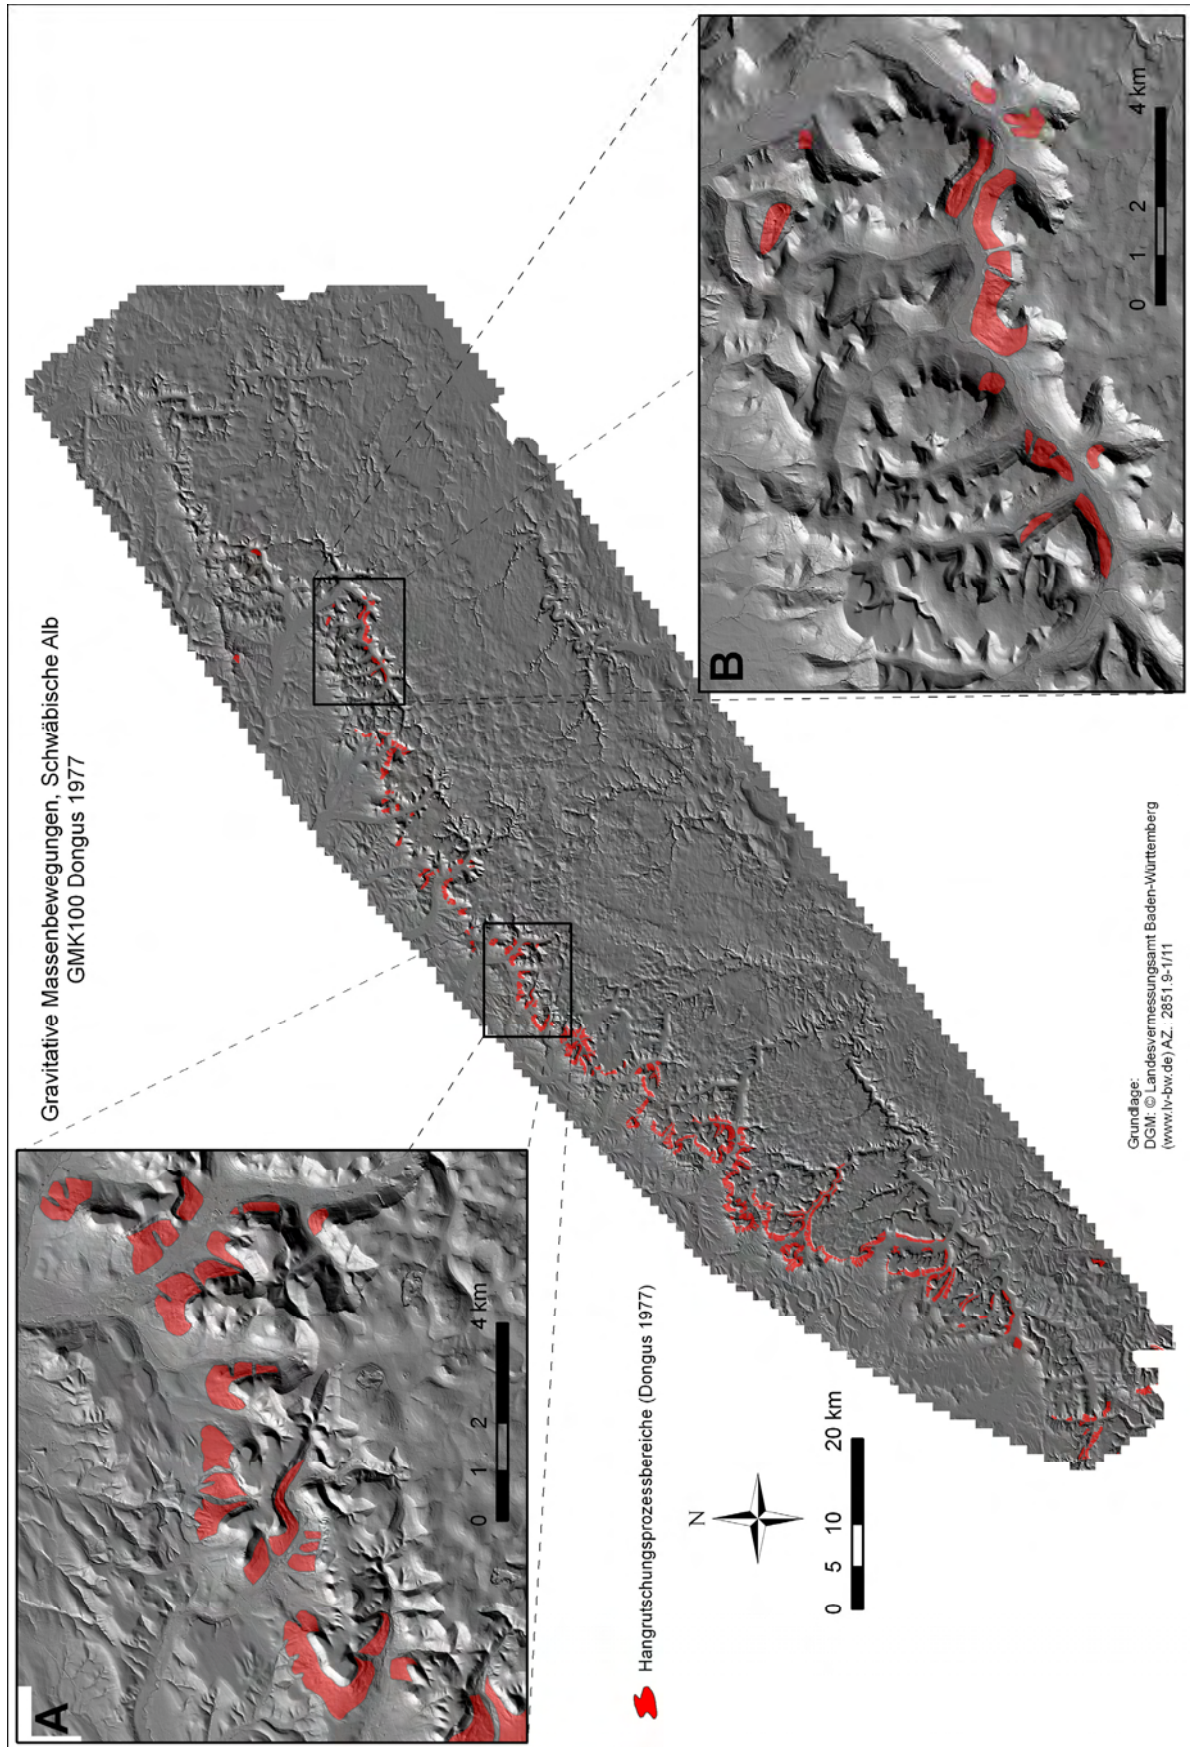 Gravitative Massenbewegungen, Schwäbische Alb
GMK100 Dongus 1977
A
0 1 2 4 km
B
0 1 2 4 km
Hangrutschungsprozessbereiche (Dongus 1977)
N
0 5 10 20 km
Grundlage:
DGM: © Landesvermessungsamt Baden-Württemberg
(www.lv-bw.de) AZ. 2851.9-1/11